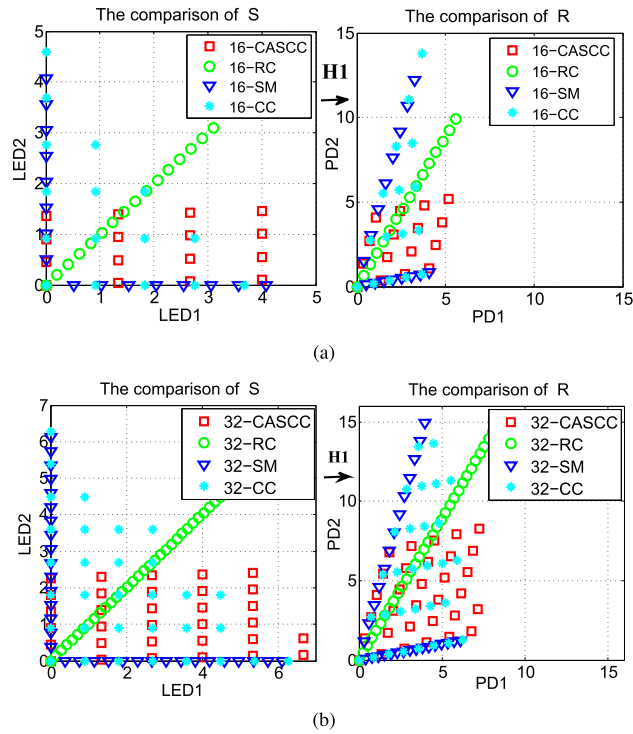 The comparison of S
The comparison of R
5
4
3
2
1
0
LED2
0
1
2
3
4
5
LED1
16-CASCC
16-RC
16-SM
16-CC
H1
15
10
5
0
PD2
0
5
10
15
PD1
16-CASCC
16-RC
16-SM
16-CC
(a)
The comparison of S
The comparison of R
7
6
5
4
3
2
1
0
LED2
0
2
4
6
LED1
32-CASCC
32-RC
32-SM
32-CC
H1
15
10
5
0
PD2
0
5
10
15
PD1
32-CASCC
32-RC
32-SM
32-CC
(b)